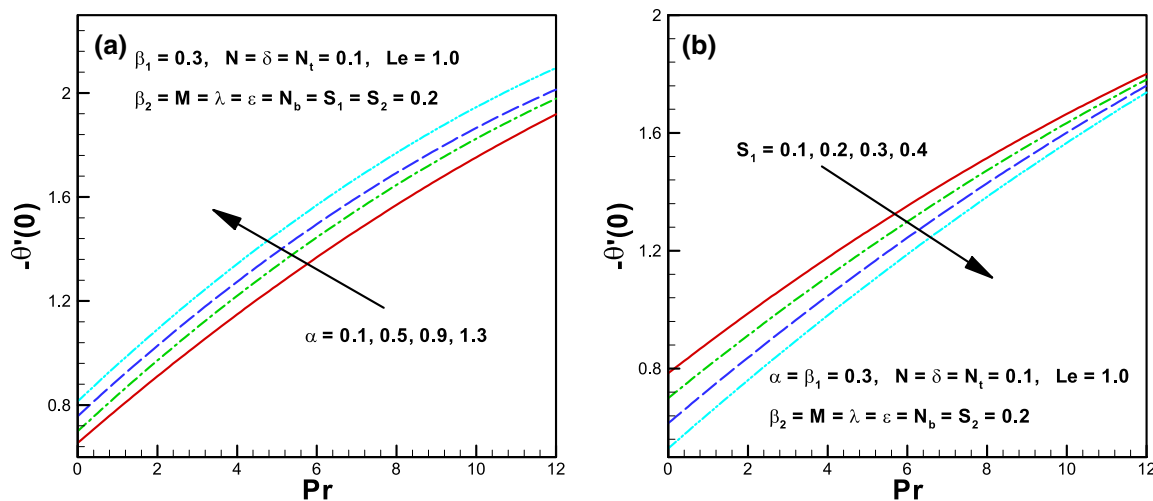 (a)
β₁ = 0.3, N = δ = Nₜ = 0.1, Le = 1.0
β₂ = M = λ = ε = N_b = S₁ = S₂ = 0.2
α = 0.1, 0.5, 0.9, 1.3
-θ'(0)
2
1.6
1.2
0.8
0 2 4 6 8 10 12
Pr
(b)
S₁ = 0.1, 0.2, 0.3, 0.4
α = β₁ = 0.3, N = δ = Nₜ = 0.1, Le = 1.0
β₂ = M = λ = ε = N_b = S₂ = 0.2
-θ'(0)
2
1.6
1.2
0.8
0 2 4 6 8 10 12
Pr